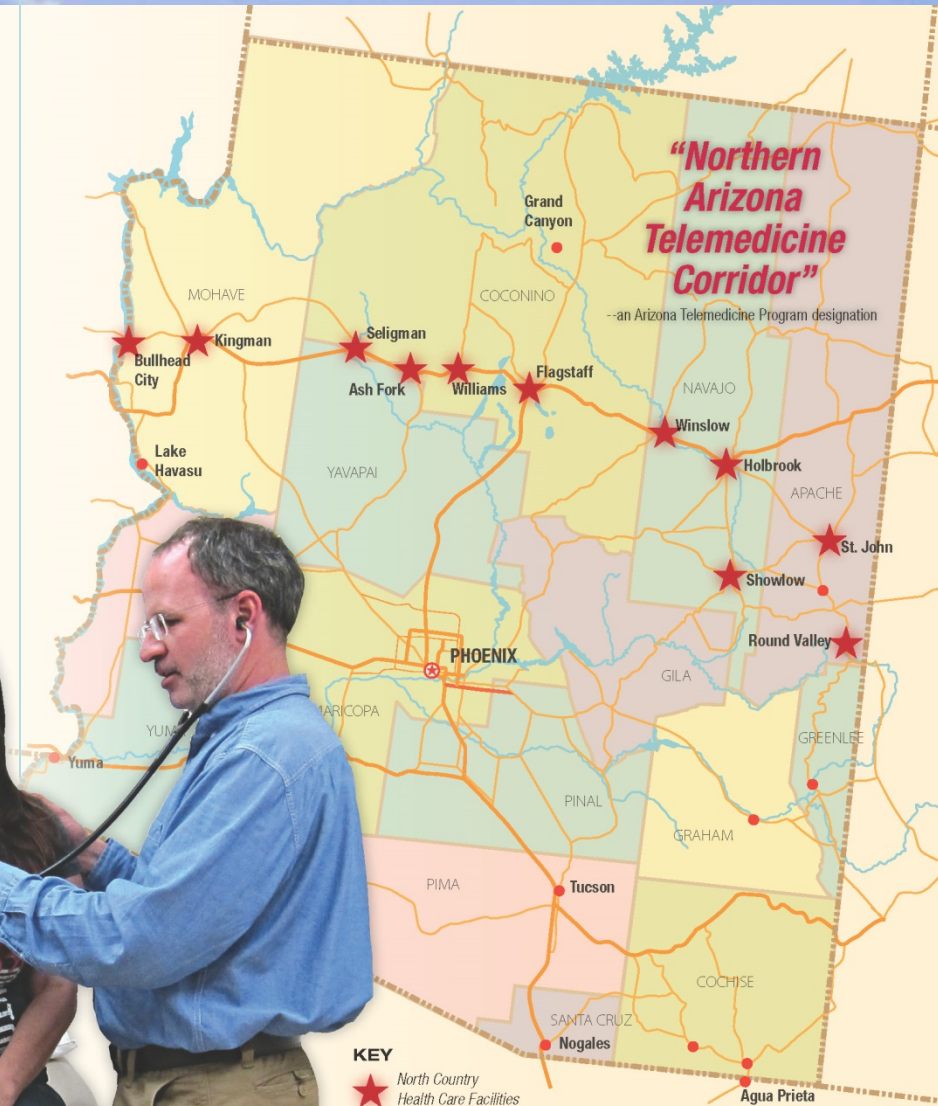 “Northern
Arizona
Telemedicine
Corridor”
--an Arizona Telemedicine Program designation
Grand
Canyon
MOHAVE
COCONINO
Bullhead
City
Kingman
Seligman
Ash Fork
Williams
Flagstaff
NAVAJO
Winslow
Lake
Havasu
YAVAPAI
Holbrook
APACHE
St. John
Showlow
Round Valley
PHOENIX
GILA
MARICOPA
GREENLEE
Yuma
PINAL
GRAHAM
PIMA
Tucson
COCHISE
SANTA CRUZ
Nogales
Agua Prieta
KEY
North Country
Health Care Facilities